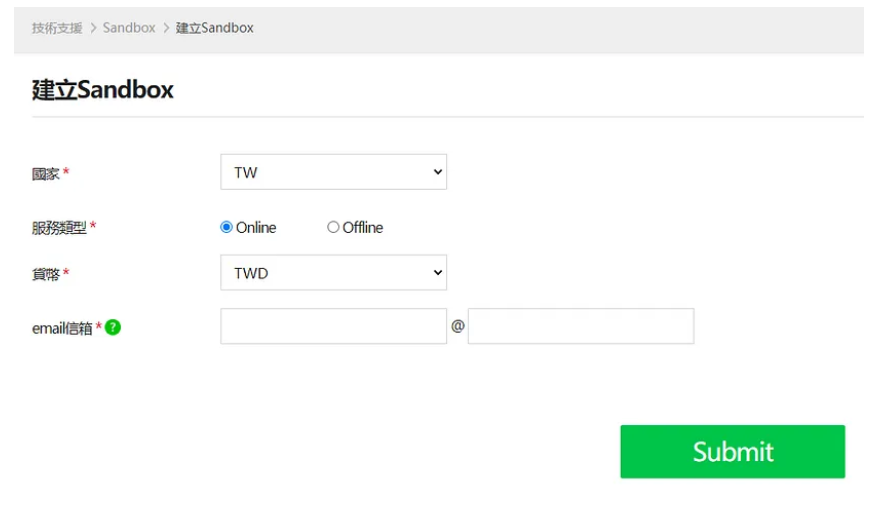 技術支援 > Sandbox > 建立Sandbox
建立Sandbox
國家 * TW
服務類型 * Online Offline
貨幣 * TWD
email信箱 * ? @
Submit